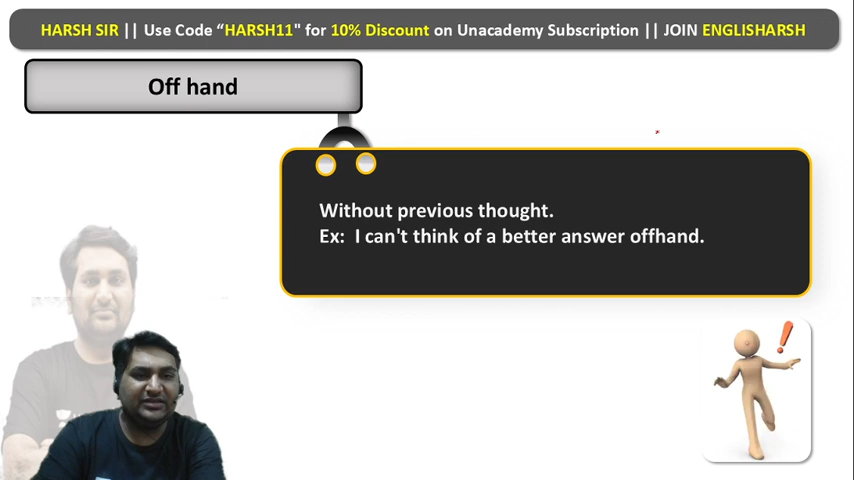 HARSH SIR || Use Code “HARSH11" for 10% Discount on Unacademy Subscription || JOIN ENGLISHARSH
Off hand
Without previous thought.
Ex:  I can't think of a better answer offhand.